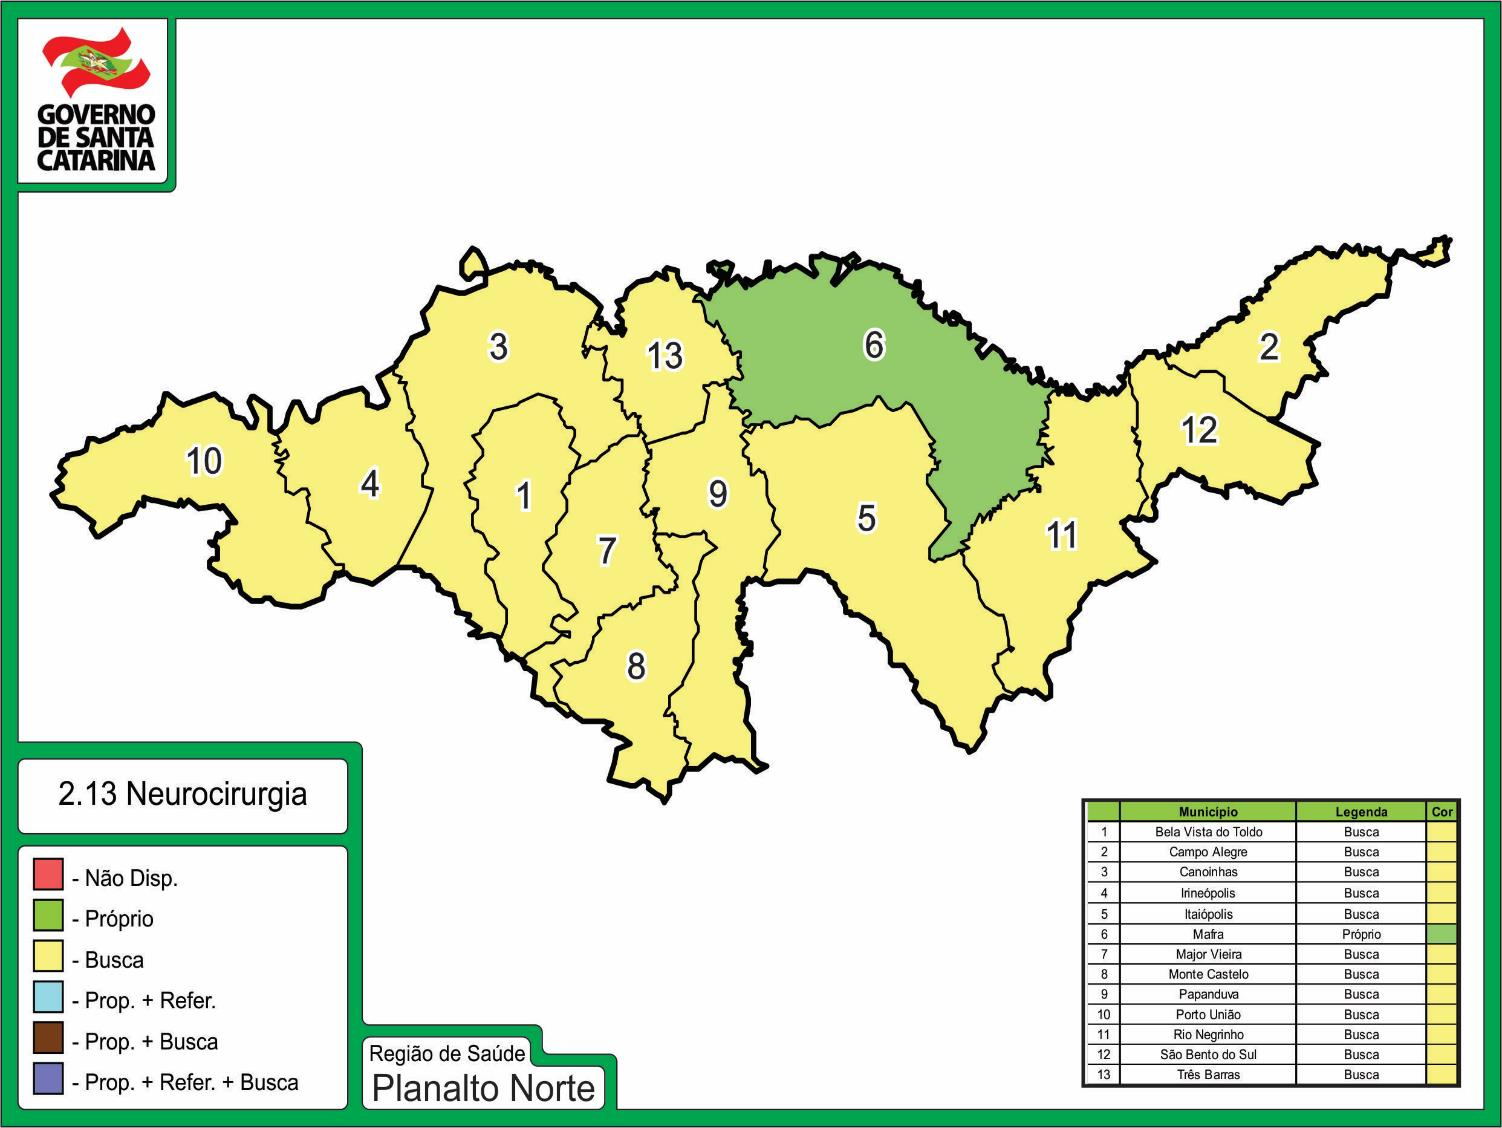 GOVERNO
DE SANTA
CATARINA
3
13
6
2
12
10
4
1
9
5
7
11
8
2.13 Neurocirurgia
- Não Disp.
- Próprio
- Busca
- Prop. + Refer.
- Prop. + Busca
- Prop. + Refer. + Busca
Região de Saúde
Planalto Norte
Município Legenda Cor
1 Bela Vista do Toldo Busca
2 Campo Alegre Busca
3 Canoinhas Busca
4 Irineópolis Busca
5 Itaiópolis Busca
6 Mafra Próprio
7 Major Vieira Busca
8 Monte Castelo Busca
9 Papanduva Busca
10 Porto União Busca
11 Rio Negrinho Busca
12 São Bento do Sul Busca
13 Três Barras Busca